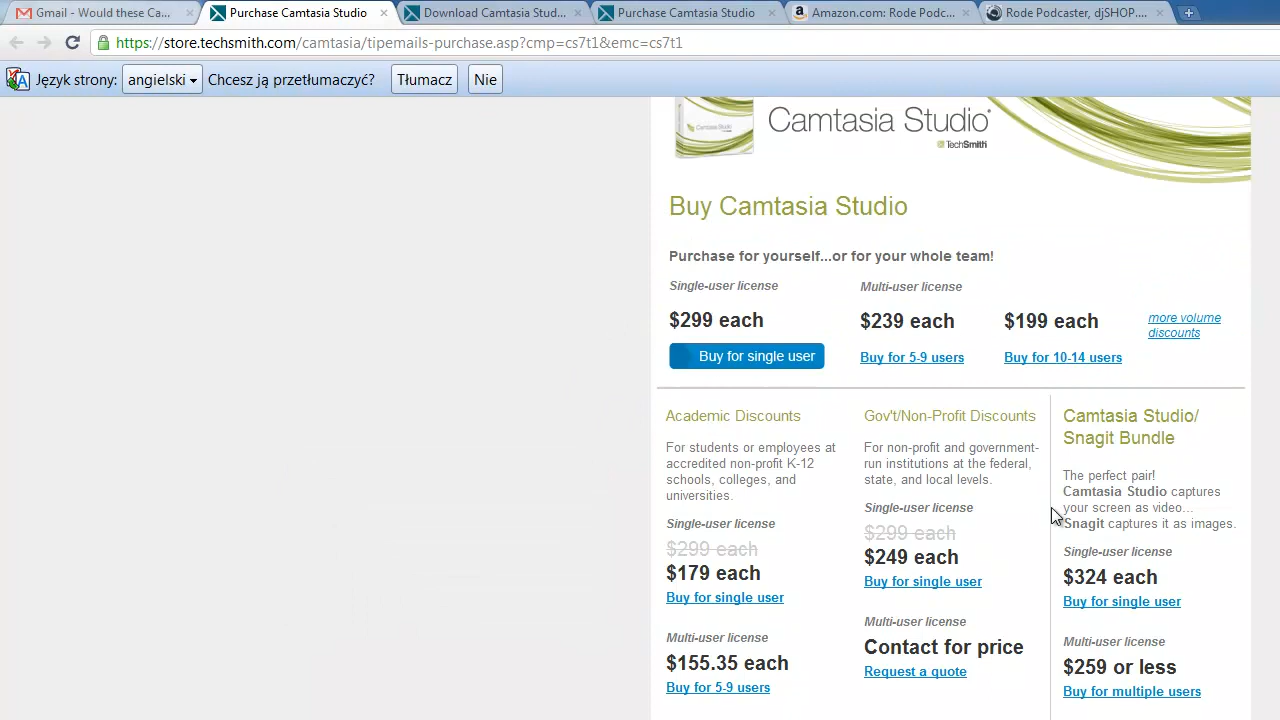 Gmail - Would these Ca...
Purchase Camtasia Studio
Download Camtasia Stud...
Purchase Camtasia Studio
Amazon.com: Rode Podc...
Rode Podcaster, djSHOP....
https://store.techsmith.com/camtasia/tipemails-purchase.asp?cmp=cs7t1&emc=cs7t1
Język strony: angielski Chcesz ją przetłumaczyć? Tłumacz Nie
Camtasia Studio
TechSmith
Buy Camtasia Studio
Purchase for yourself...or for your whole team!
Single-user license
$299 each
Buy for single user
Multi-user license
$239 each
Buy for 5-9 users
$199 each
Buy for 10-14 users
more volume
discounts
Academic Discounts
For students or employees at
accredited non-profit K-12
schools, colleges, and
universities.
Single-user license
$299 each
$179 each
Buy for single user
Multi-user license
$155.35 each
Buy for 5-9 users
Gov't/Non-Profit Discounts
For non-profit and government-
run institutions at the federal,
state, and local levels.
Single-user license
$299 each
$249 each
Buy for single user
Multi-user license
Contact for price
Request a quote
Camtasia Studio/
Snagit Bundle
The perfect pair!
Camtasia Studio captures
your screen as video...
Snagit captures it as images.
Single-user license
$324 each
Buy for single user
Multi-user license
$259 or less
Buy for multiple users